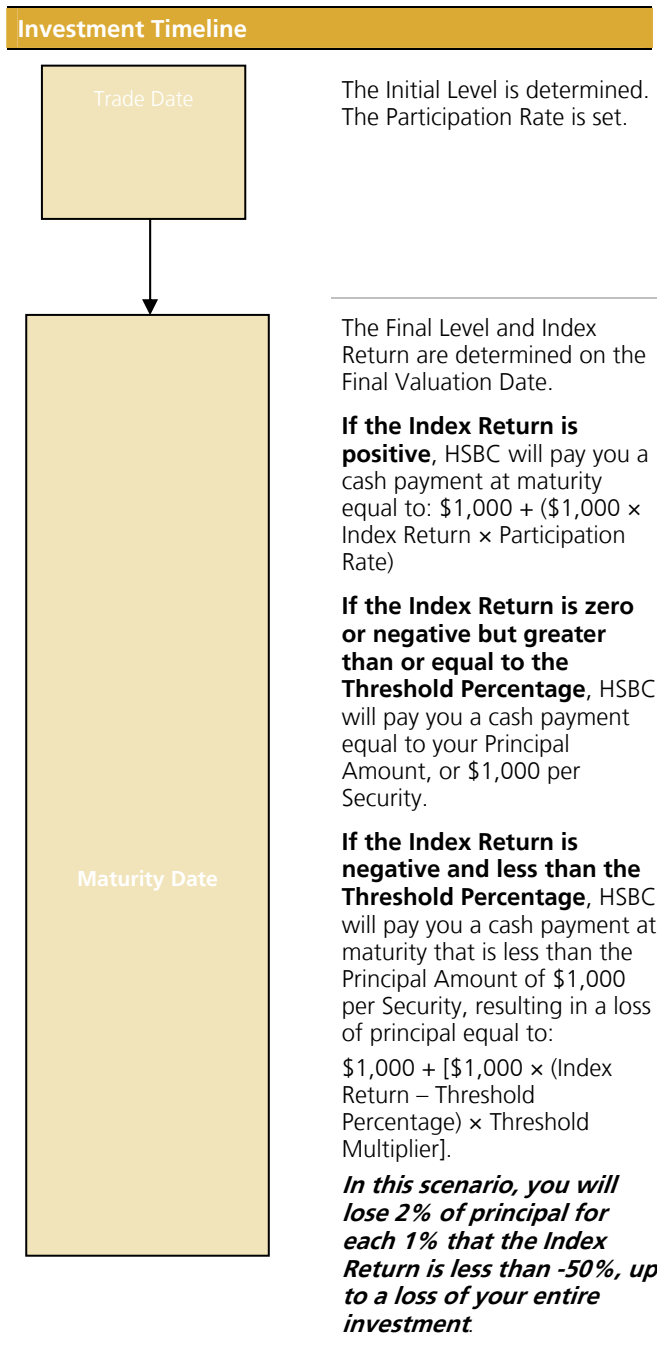 Investment Timeline
Trade Date
The Initial Level is determined.
The Participation Rate is set.
The Final Level and Index
Return are determined on the
Final Valuation Date.
If the Index Return is
positive, HSBC will pay you a
cash payment at maturity
equal to: $1,000 + ($1,000 ×
Index Return × Participation
Rate)
If the Index Return is zero
or negative but greater
than or equal to the
Threshold Percentage, HSBC
will pay you a cash payment
equal to your Principal
Amount, or $1,000 per
Security.
Maturity Date
If the Index Return is
negative and less than the
Threshold Percentage, HSBC
will pay you a cash payment at
maturity that is less than the
Principal Amount of $1,000
per Security, resulting in a loss
of principal equal to:
$1,000 + [$1,000 × (Index
Return – Threshold
Percentage) × Threshold
Multiplier].
In this scenario, you will
lose 2% of principal for
each 1% that the Index
Return is less than -50%, up
to a loss of your entire
investment.